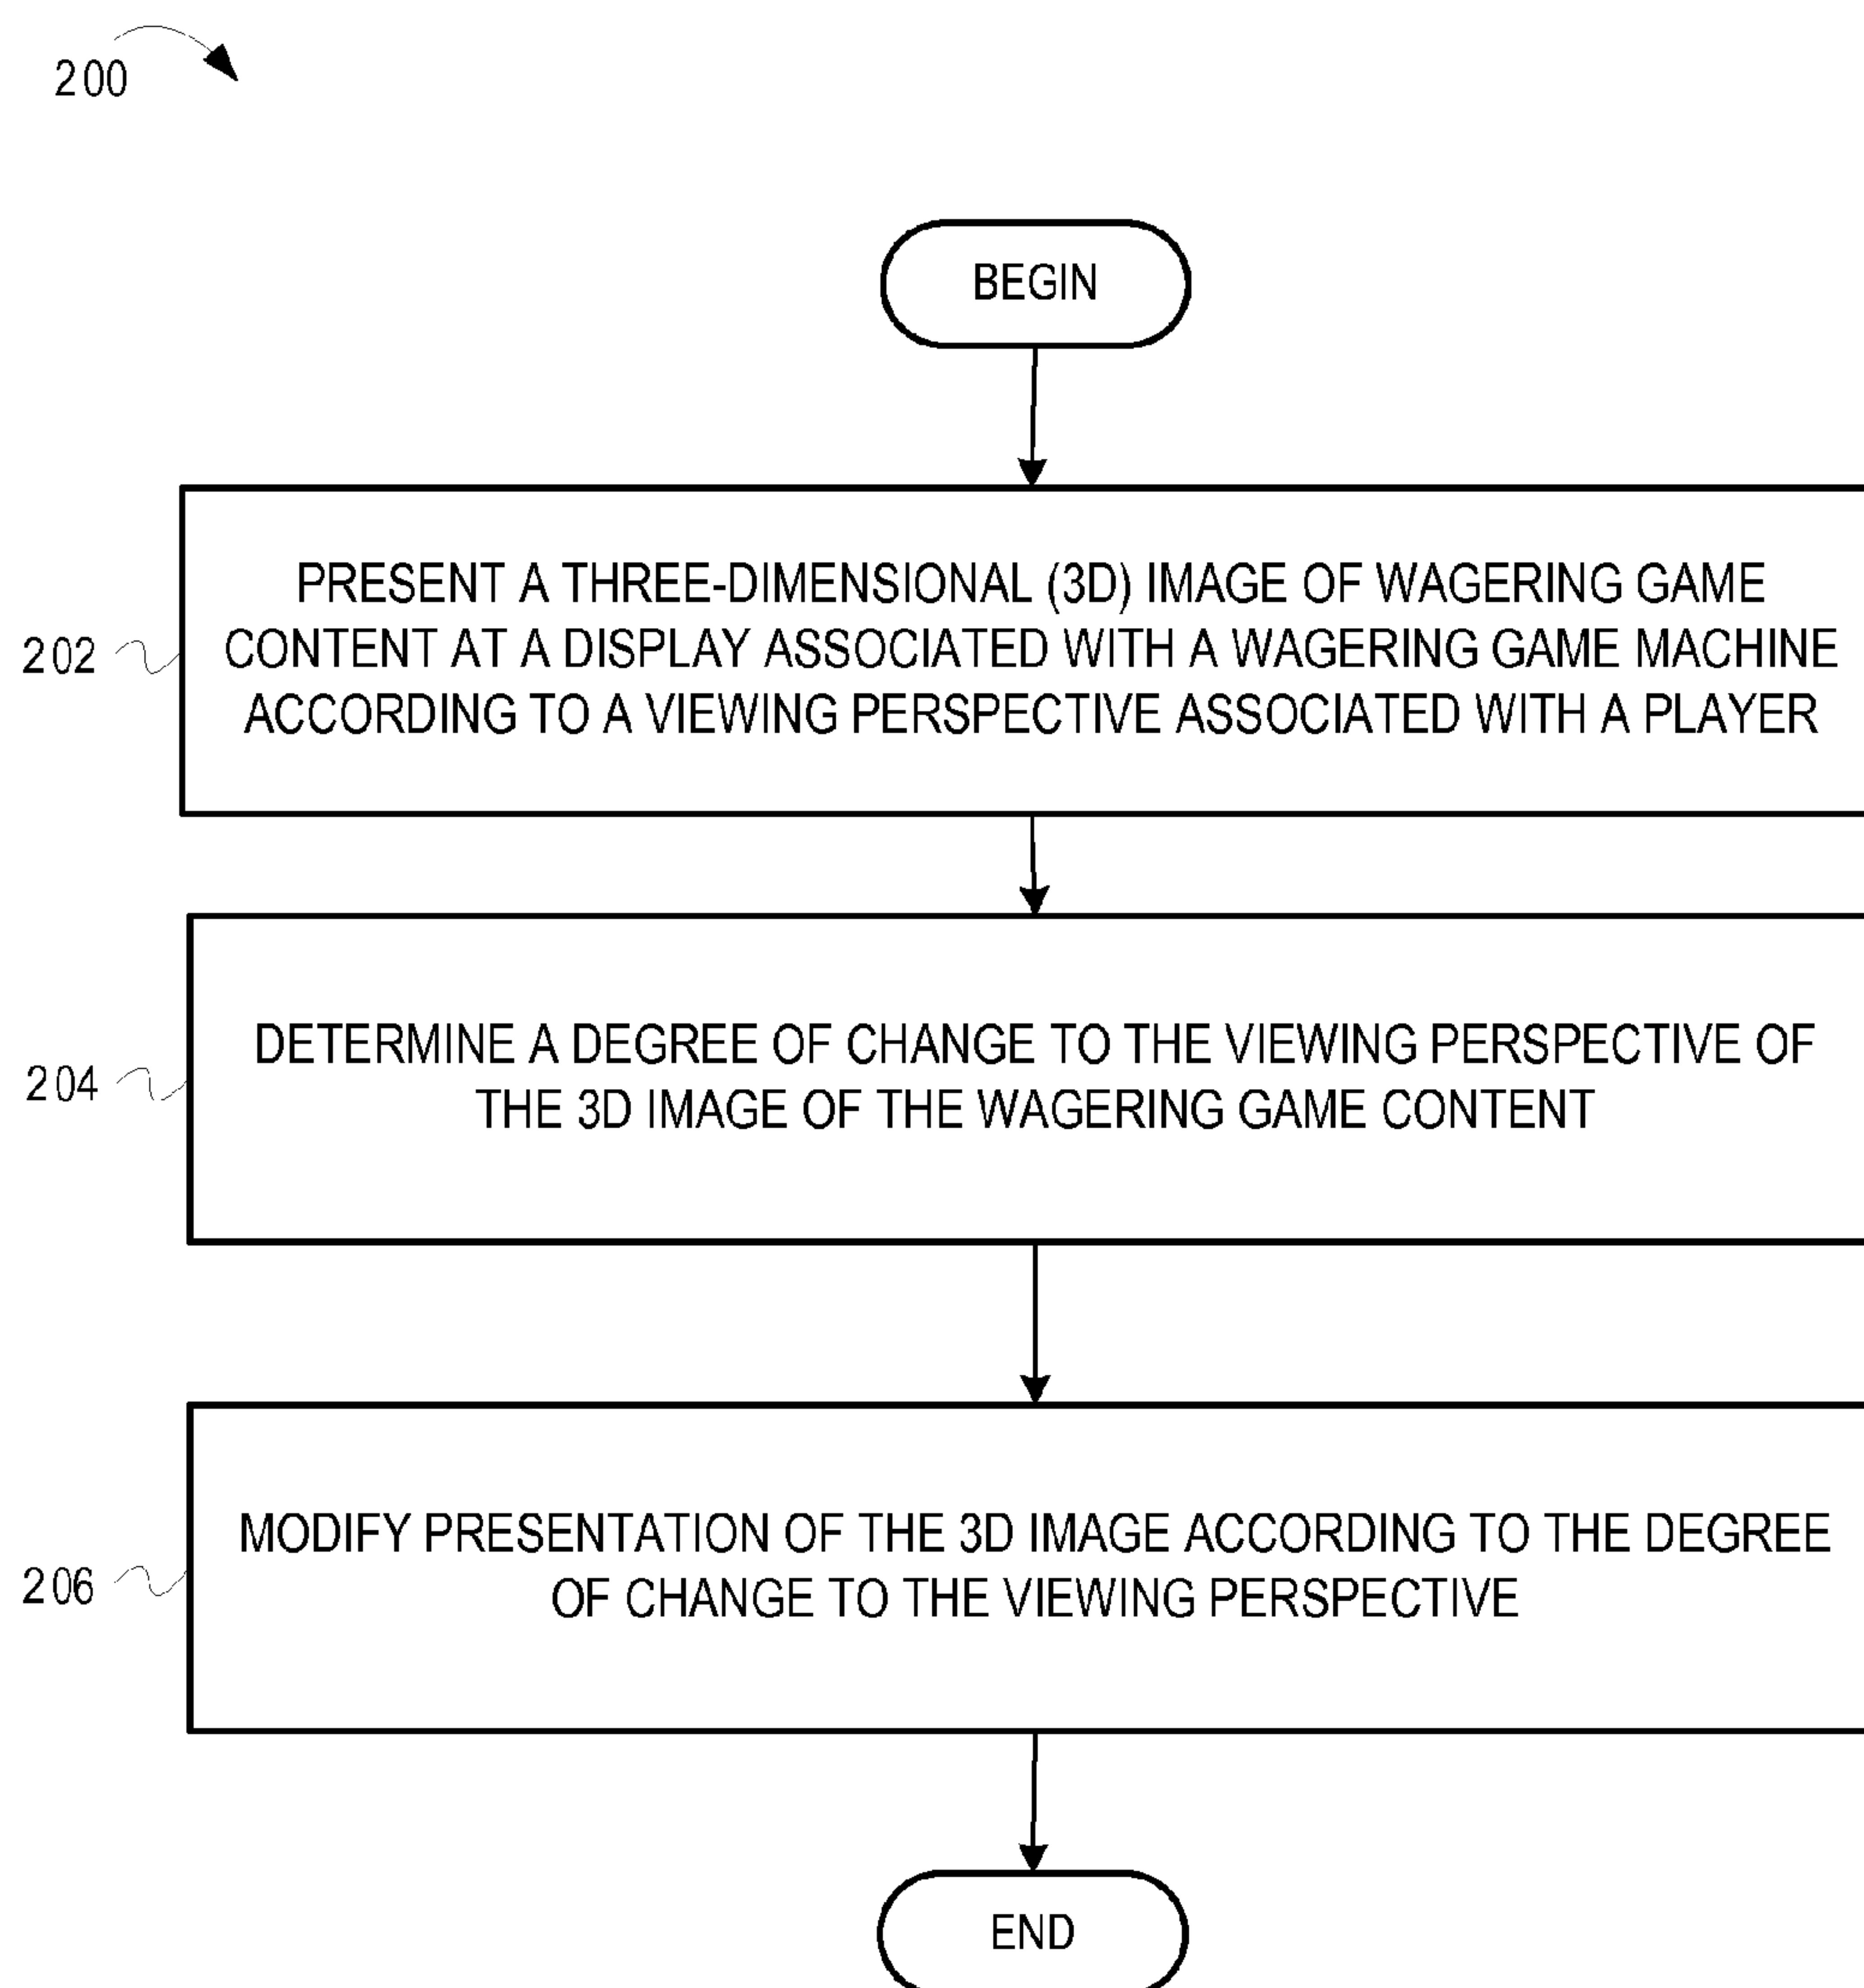 200
BEGIN
202
PRESENT A THREE-DIMENSIONAL (3D) IMAGE OF WAGERING GAME
CONTENT AT A DISPLAY ASSOCIATED WITH A WAGERING GAME MACHINE
ACCORDING TO A VIEWING PERSPECTIVE ASSOCIATED WITH A PLAYER
204
DETERMINE A DEGREE OF CHANGE TO THE VIEWING PERSPECTIVE OF
THE 3D IMAGE OF THE WAGERING GAME CONTENT
206
MODIFY PRESENTATION OF THE 3D IMAGE ACCORDING TO THE DEGREE
OF CHANGE TO THE VIEWING PERSPECTIVE
END